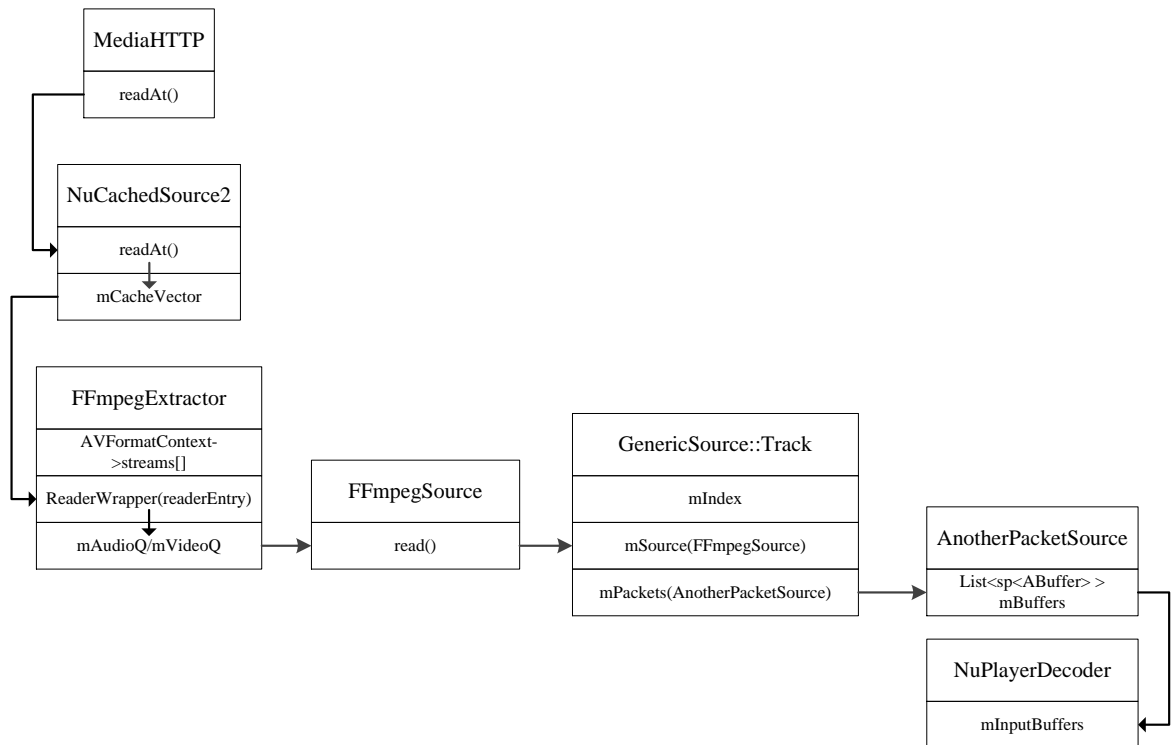 MediaHTTP
readAt()
NuCachedSource2
readAt()
mCacheVector
FFmpegExtractor
AVFormatContext-
>streams[]
ReaderWrapper(readerEntry)
mAudioQ/mVideoQ
FFmpegSource
read()
GenericSource::Track
mIndex
mSource(FFmpegSource)
mPackets(AnotherPacketSource)
AnotherPacketSource
List<sp<ABuffer> >
mBuffers
NuPlayerDecoder
mInputBuffers